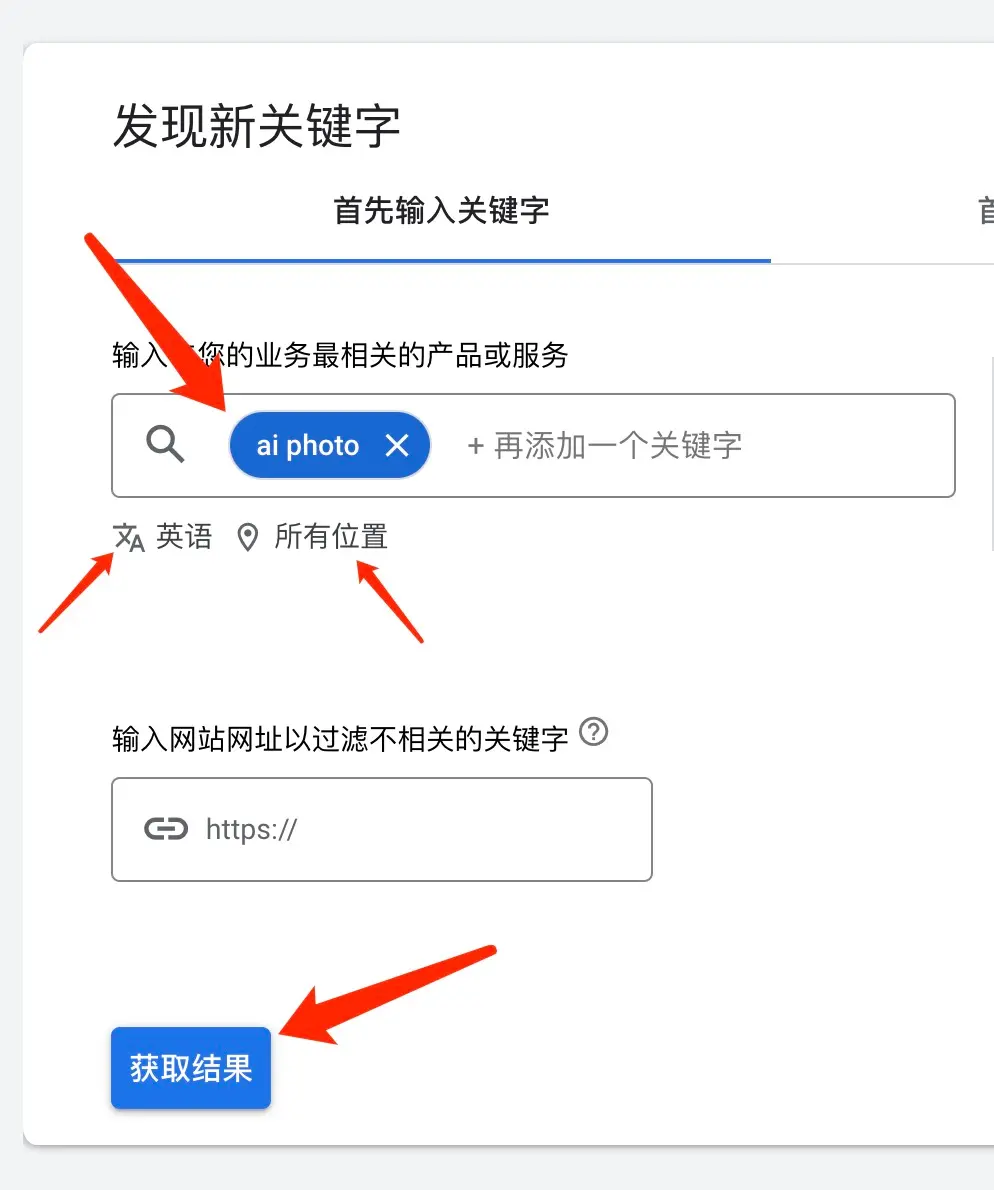 发现新关键字
首先输入关键字
输入 您的业务最相关的产品或服务
ai photo
+ 再添加一个关键字
英语 所有位置
输入网站网址以过滤不相关的关键字
https://
获取结果